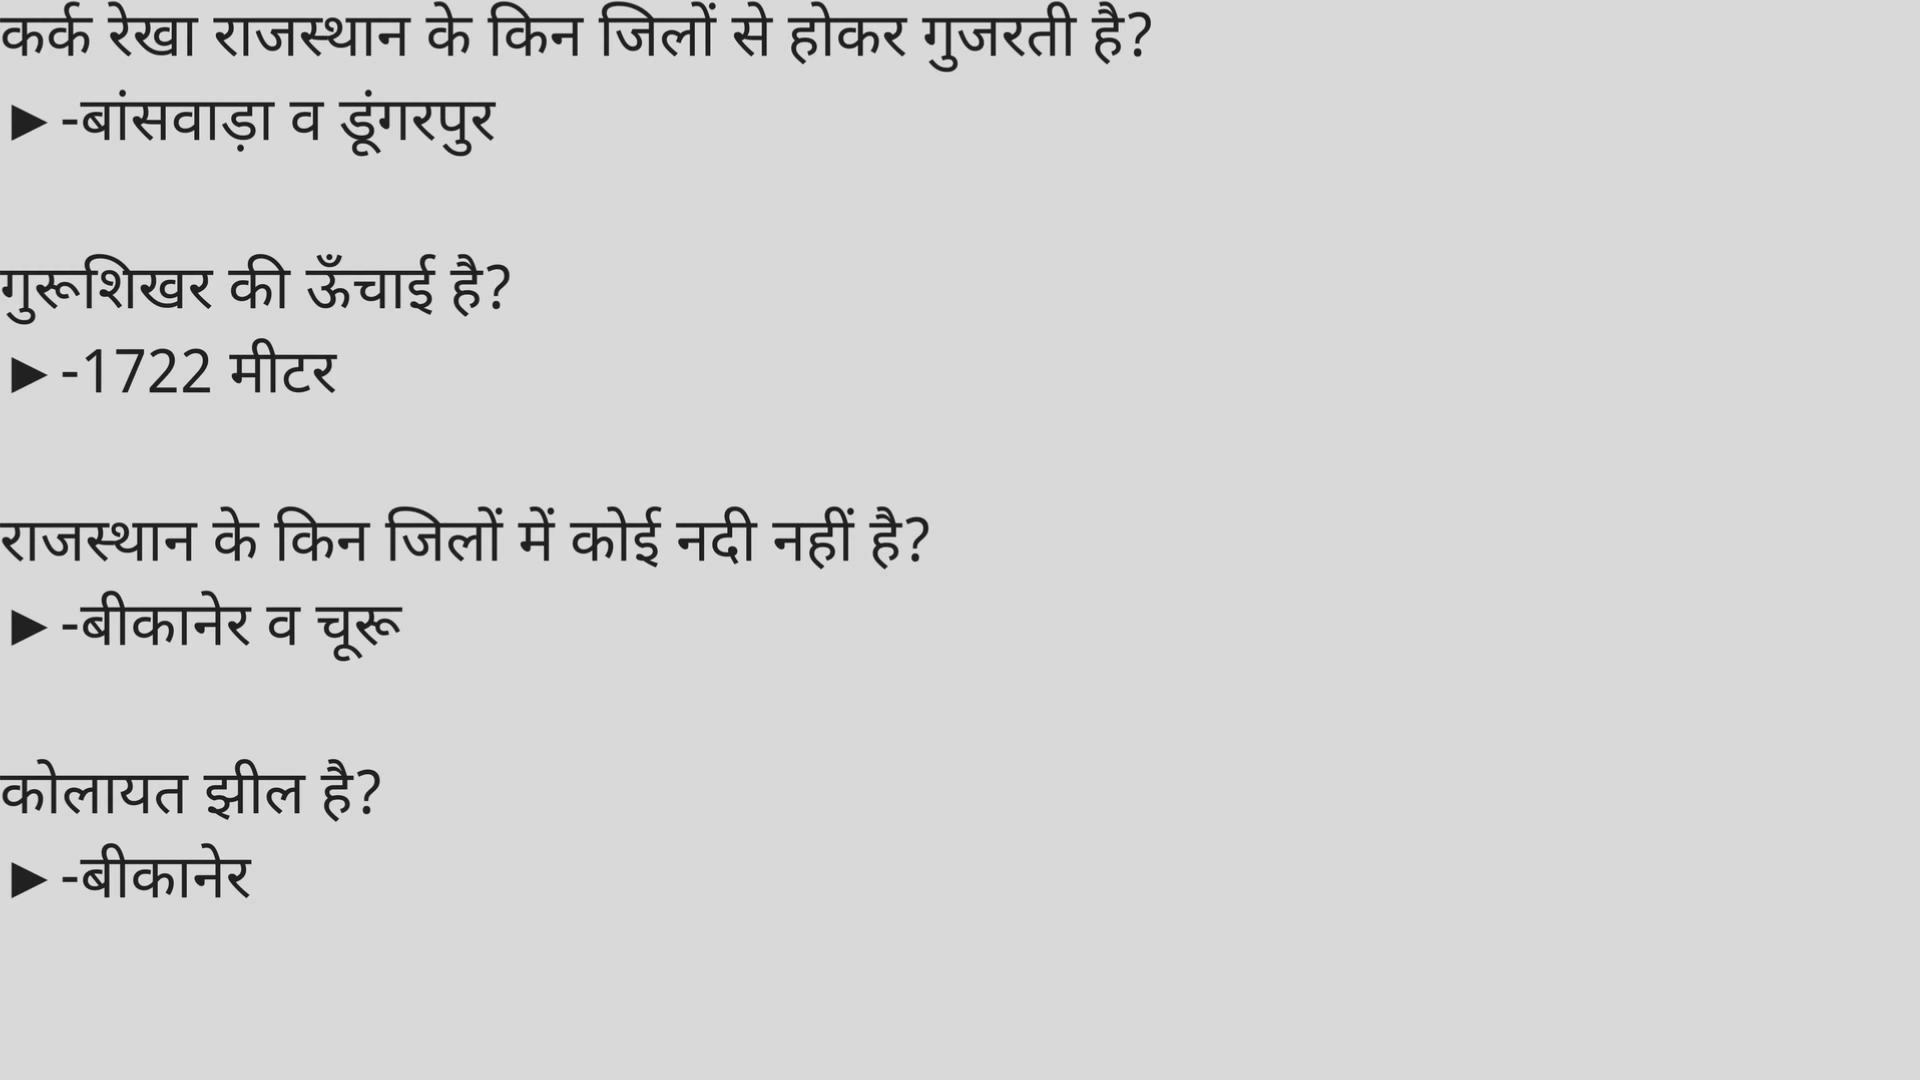 कर्क रेखा राजस्थान के किन जिलों से होकर गुजरती है?
►-बांसवाड़ा व डूंगरपुर
गुरूशिखर की ऊँचाई है?
►-1722 मीटर
राजस्थान के किन जिलों में कोई नदी नहीं है?
►-बीकानेर व चूरू
कोलायत झील है?
►-बीकानेर